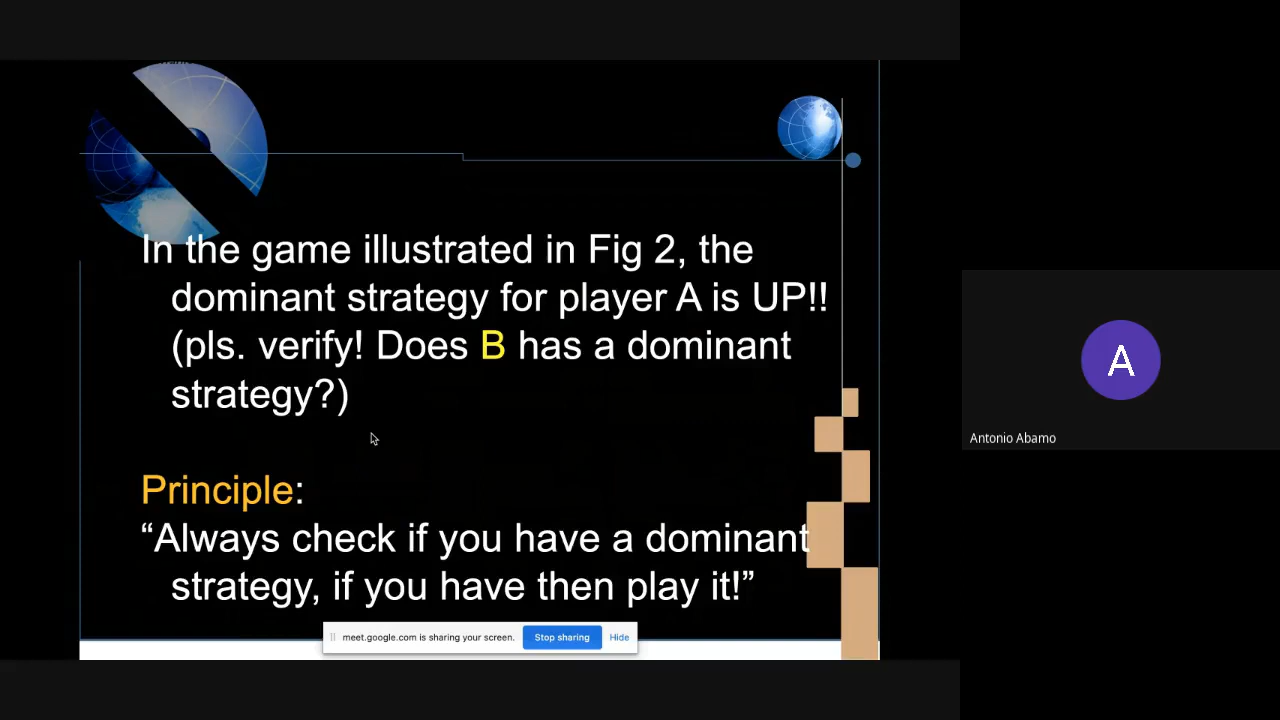 In the game illustrated in Fig 2, the
dominant strategy for player A is UP!!
(pls. verify! Does B has a dominant
strategy?)
Principle:
“Always check if you have a dominant
strategy, if you have then play it!”
meet.google.com is sharing your screen. Stop sharing Hide
A
Antonio Abamo